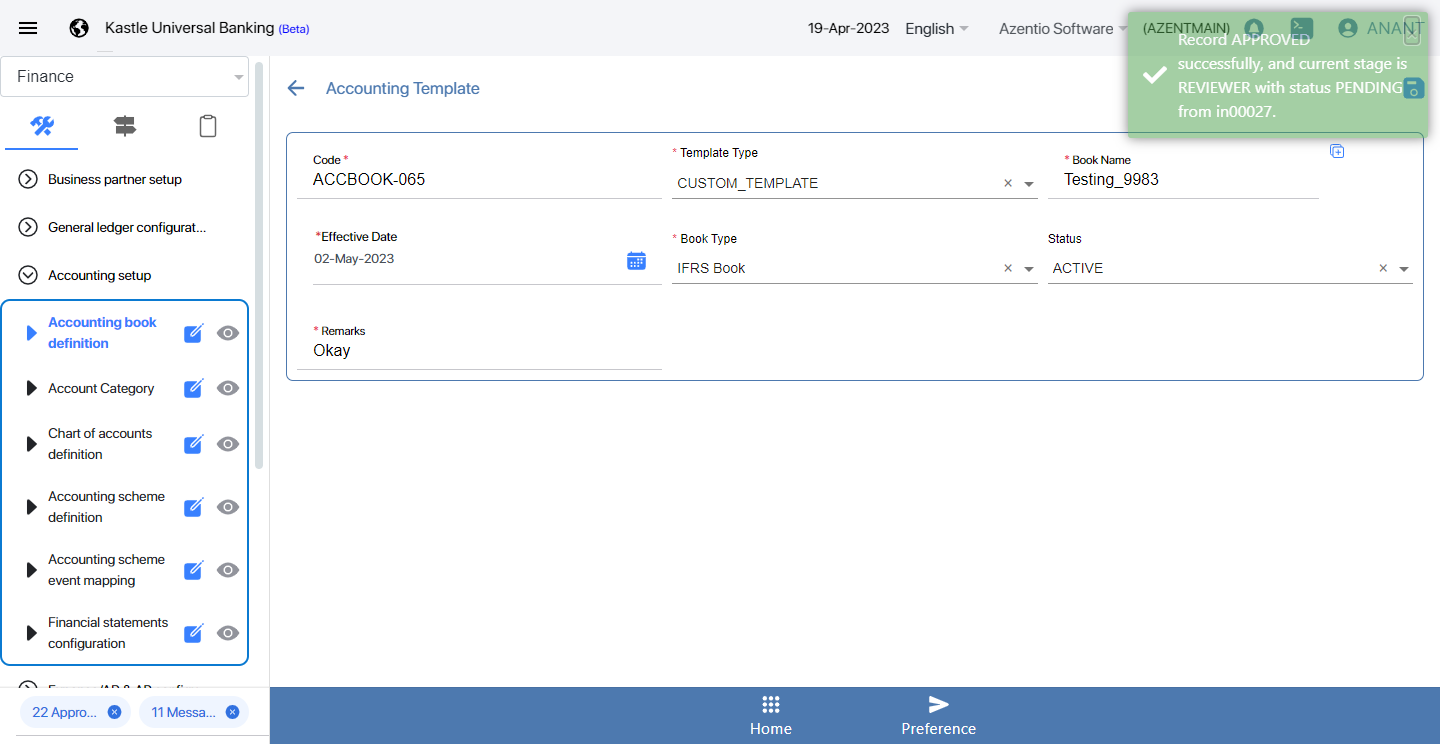 Kastle Universal Banking (Beta)
19-Apr-2023
English
Azentio Software
(AZENTMAIN)
ANANT
Record APPROVED
successfully, and current stage is
REVIEWER with status PENDING
from in00027.
Finance
Accounting Template
Code *
ACCBOOK-065
* Template Type
CUSTOM_TEMPLATE
* Book Name
Testing_9983
*Effective Date
02-May-2023
* Book Type
IFRS Book
Status
ACTIVE
* Remarks
Okay
Business partner setup
General ledger configurat...
Accounting setup
Accounting book
definition
Account Category
Chart of accounts
definition
Accounting scheme
definition
Accounting scheme
event mapping
Financial statements
configuration
22 Appro...
11 Messa...
Home
Preference